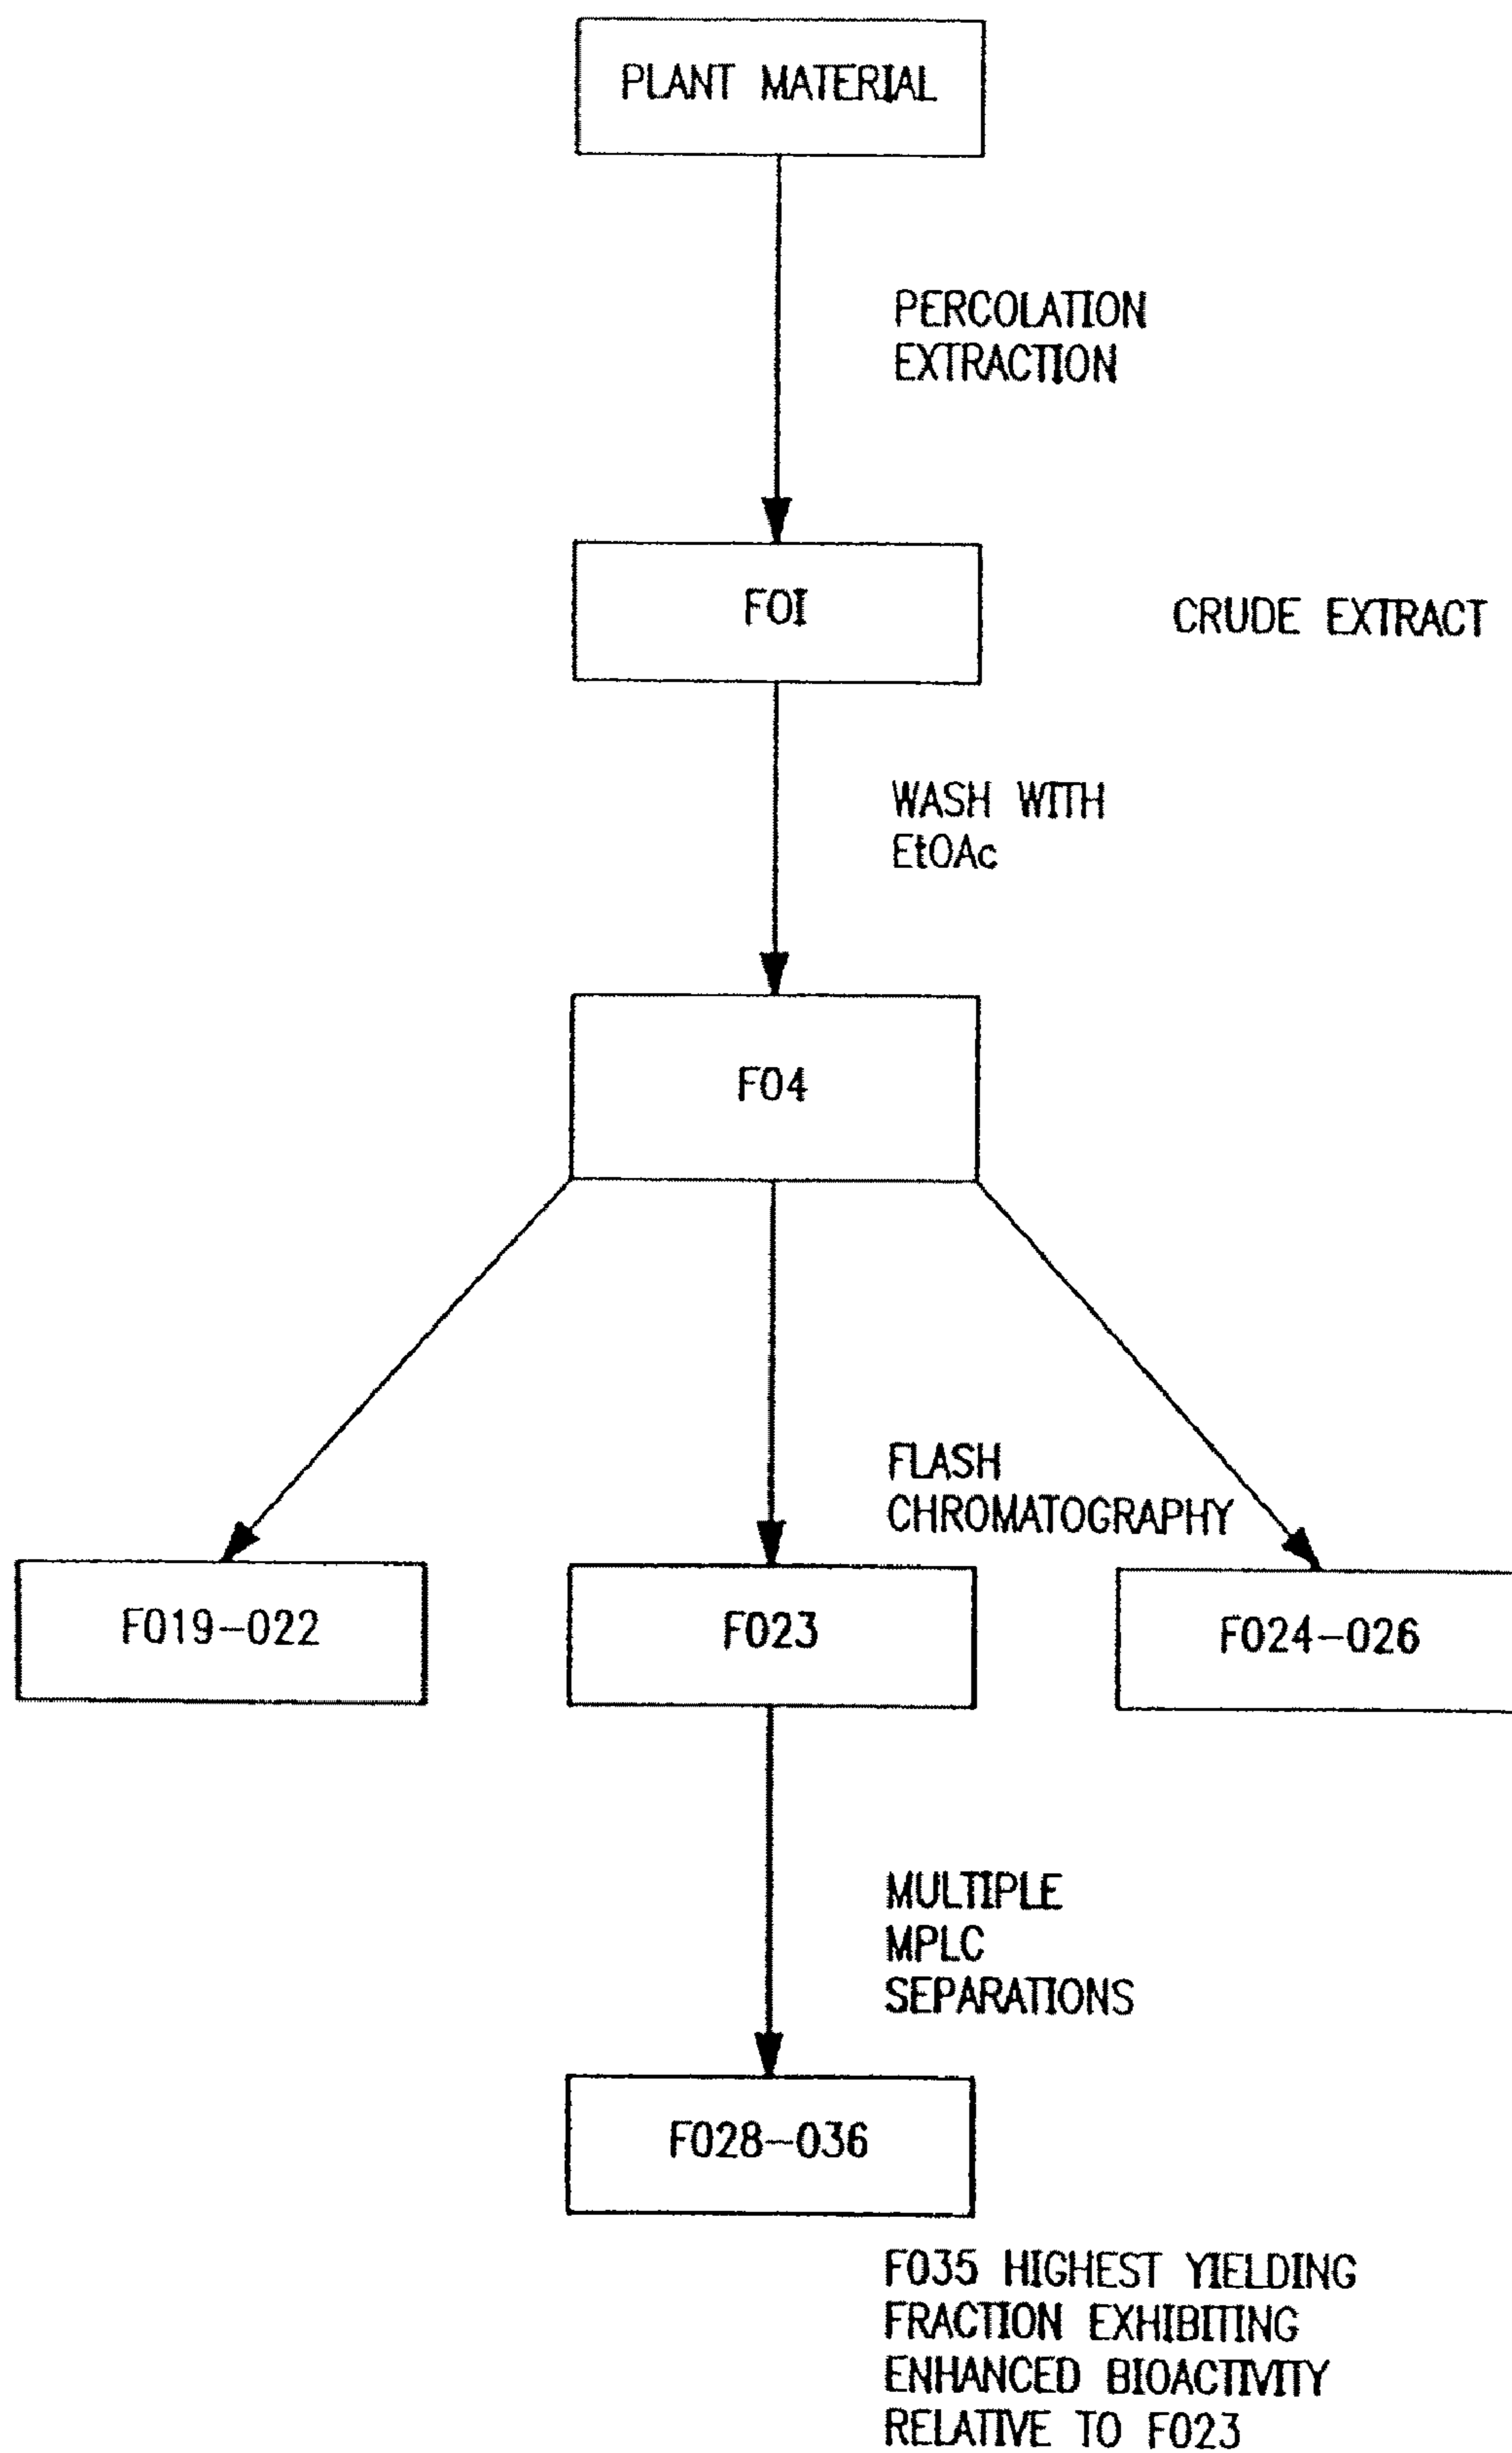 PLANT MATERIAL
PERCOLATION
EXTRACTION
FOI
CRUDE EXTRACT
WASH WITH
EtOAc
F04
FLASH
CHROMATOGRAPHY
F019-022
F023
F024-026
MULTIPLE
MPLC
SEPARATIONS
F028-036
F035 HIGHEST YIELDING
FRACTION EXHIBITING
ENHANCED BIOACTIVITY
RELATIVE TO F023